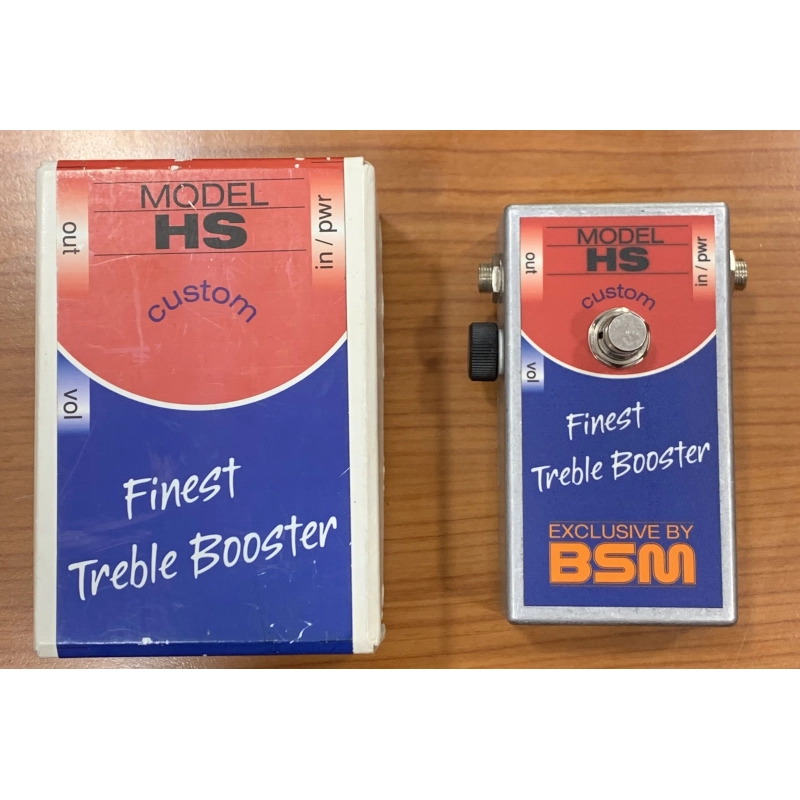 MODEL
HS
out
in / pwr
custom
vol
Finest
Treble Booster
MODEL
HS
out
in / pwr
custom
vol
Finest
Treble Booster
EXCLUSIVE BY
BSM